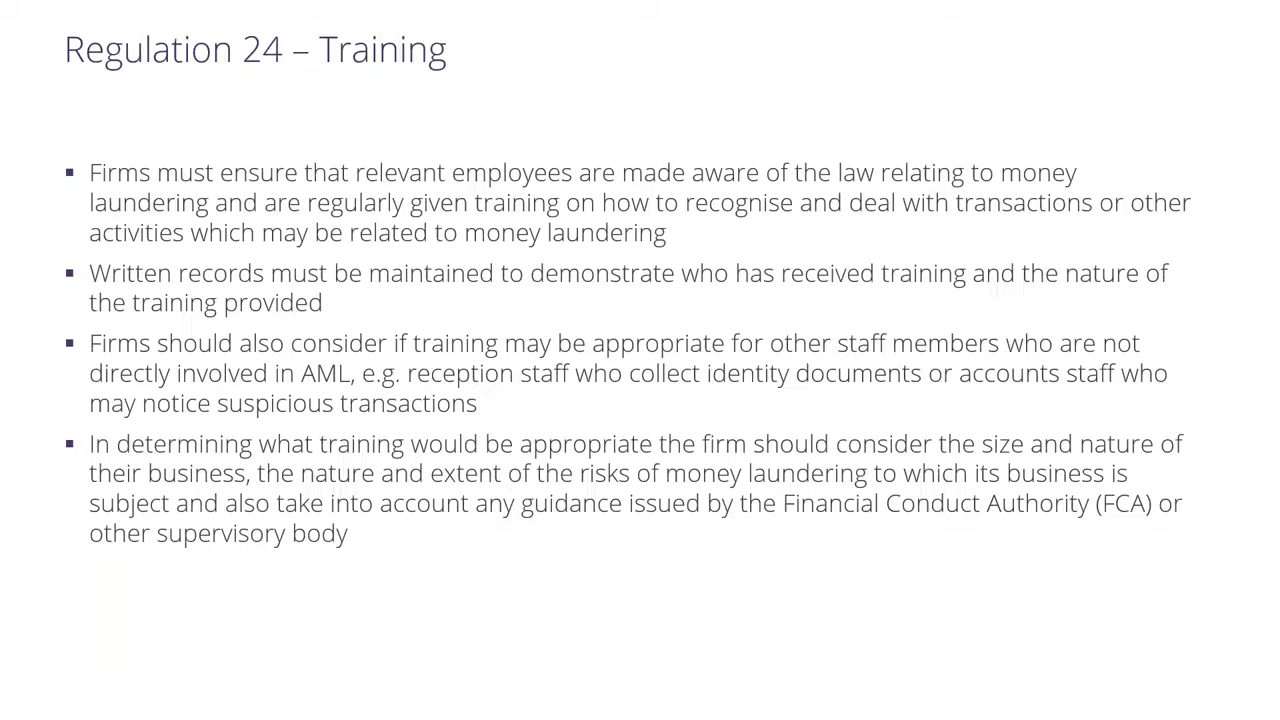 Regulation 24 – Training
▪ Firms must ensure that relevant employees are made aware of the law relating to money
laundering and are regularly given training on how to recognise and deal with transactions or other
activities which may be related to money laundering
▪ Written records must be maintained to demonstrate who has received training and the nature of
the training provided
▪ Firms should also consider if training may be appropriate for other staff members who are not
directly involved in AML, e.g. reception staff who collect identity documents or accounts staff who
may notice suspicious transactions
▪ In determining what training would be appropriate the firm should consider the size and nature of
their business, the nature and extent of the risks of money laundering to which its business is
subject and also take into account any guidance issued by the Financial Conduct Authority (FCA) or
other supervisory body